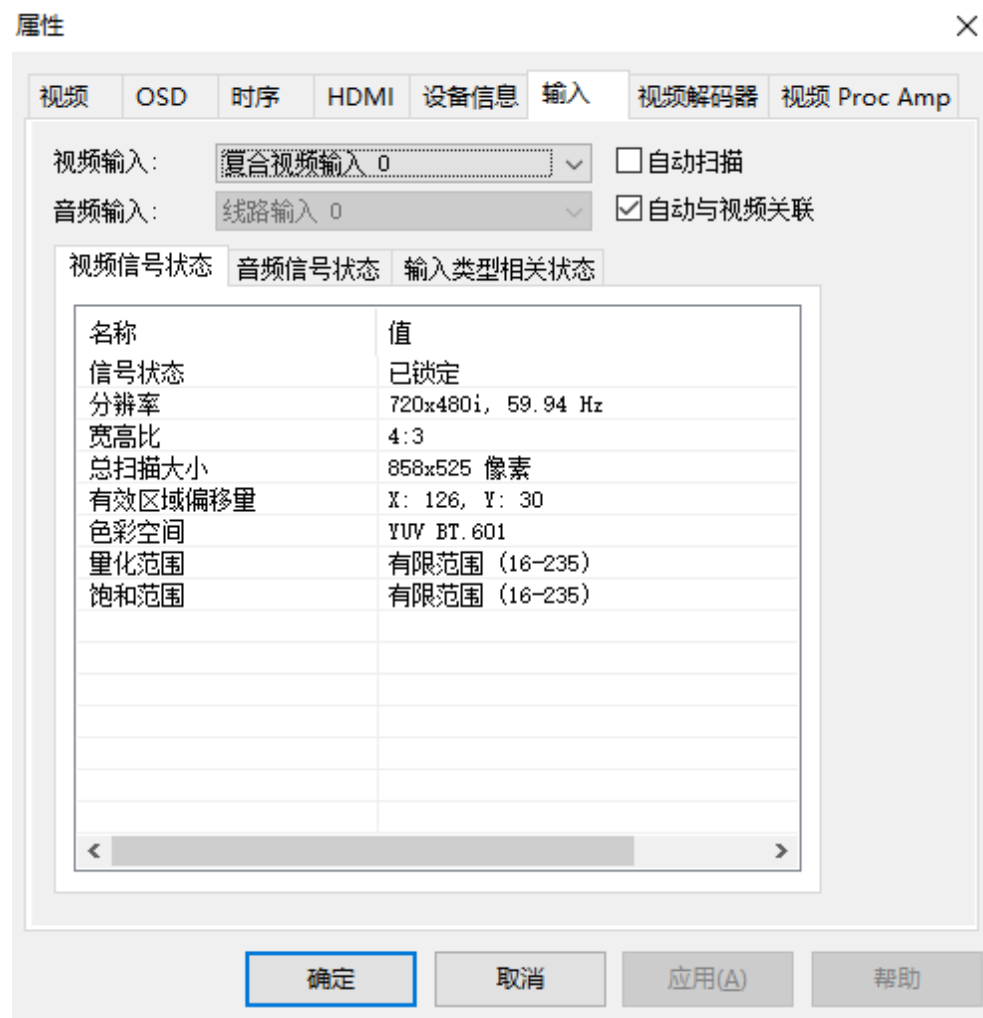 属性
视频 OSD 时序 HDMI 设备信息 输入 视频解码器 视频 Proc Amp
视频输入: 复合视频输入 0 自动扫描
音频输入: 线路输入 0 自动与视频关联
视频信号状态 音频信号状态 输入类型相关状态
名称 值
信号状态 已锁定
分辨率 720x480i, 59.94 Hz
宽高比 4:3
总扫描大小 858x525 像素
有效区域偏移量 X: 126, Y: 30
色彩空间 YUV BT.601
量化范围 有限范围 (16-235)
饱和范围 有限范围 (16-235)
确定 取消 应用(A) 帮助